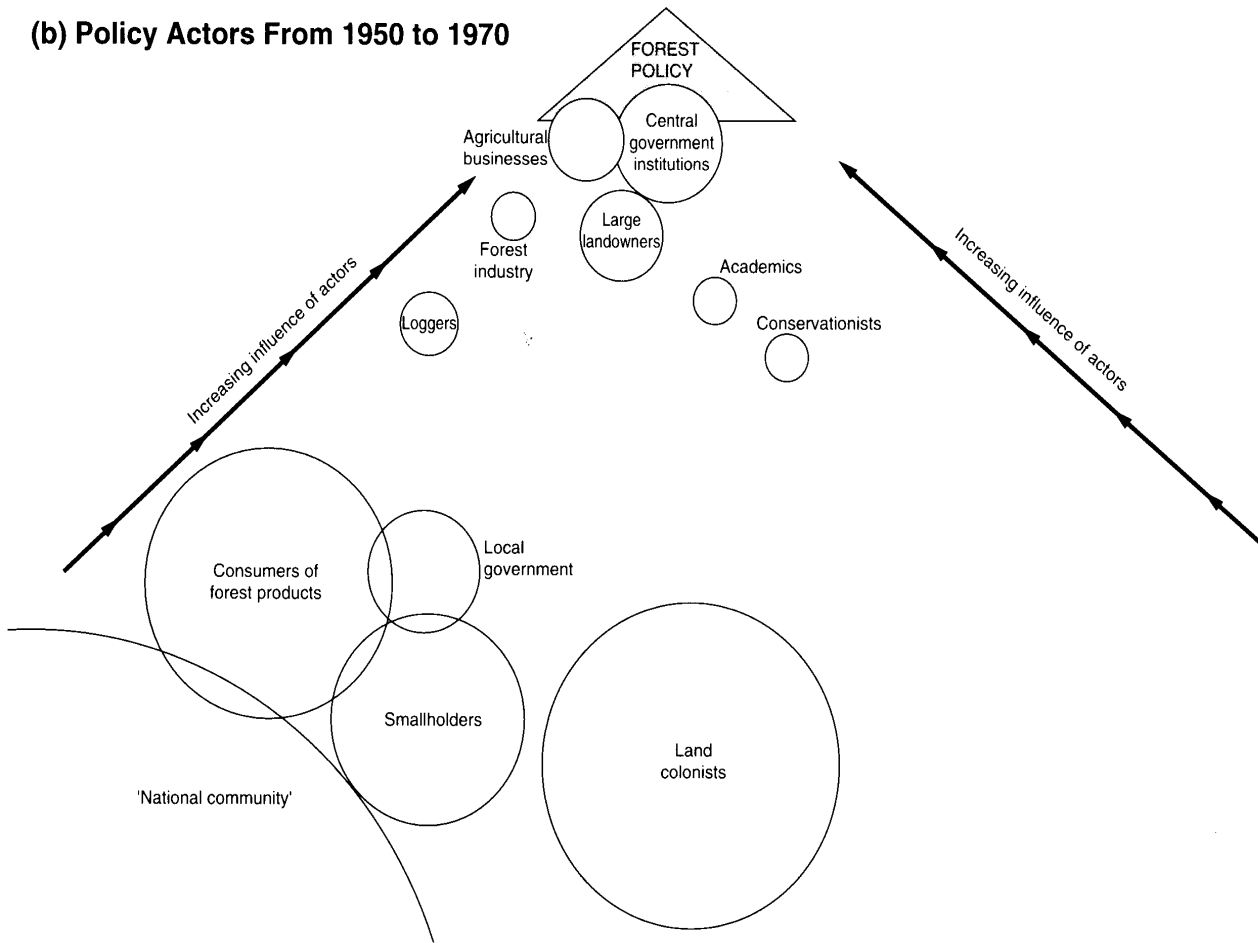 (b) Policy Actors From 1950 to 1970
FOREST
POLICY
Agricultural
businesses
Central
government
institutions
Forest
industry
Large
landowners
Academics
Loggers
Conservationists
Increasing influence of actors
Increasing influence of actors
Consumers of
forest products
Local
government
Smallholders
Land
colonists
'National community'